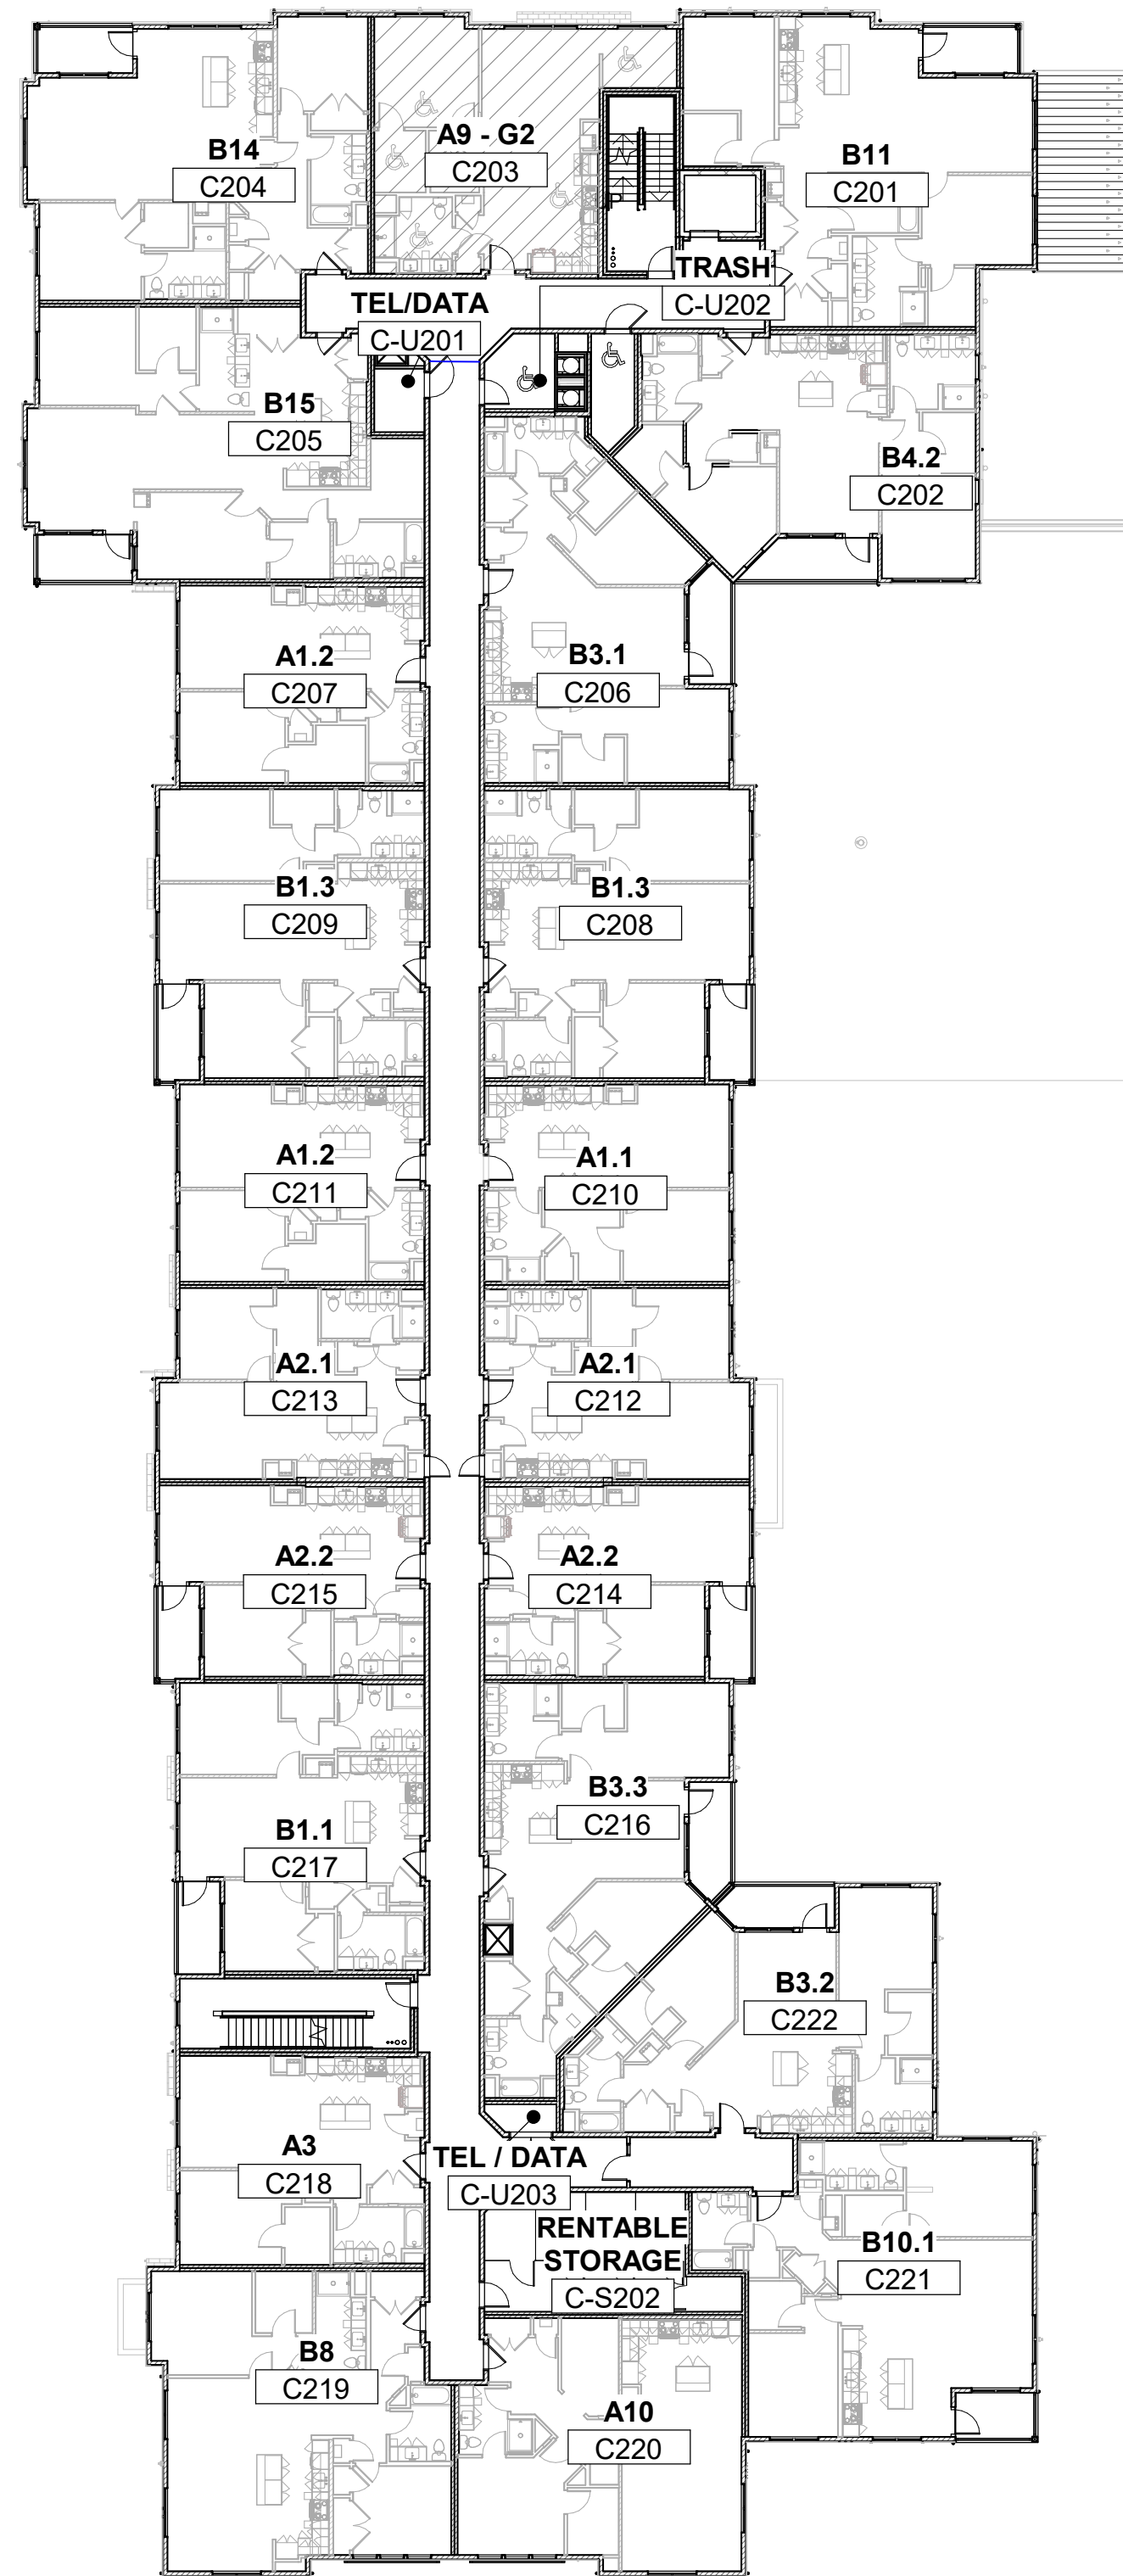 A9 - G2
C203
B14
C204
B11
C201
TRASH
C-U202
TEL/DATA
C-U201
B15
C205
B4.2
C202
A1.2
C207
B3.1
C206
B1.3
C209
B1.3
C208
A1.2
C211
A1.1
C210
A2.1
C213
A2.1
C212
A2.2
C215
A2.2
C214
B3.3
C216
B1.1
C217
B3.2
C222
A3
C218
TEL / DATA
C-U203
RENTABLE
STORAGE
C-S202
B10.1
C221
B8
C219
A10
C220